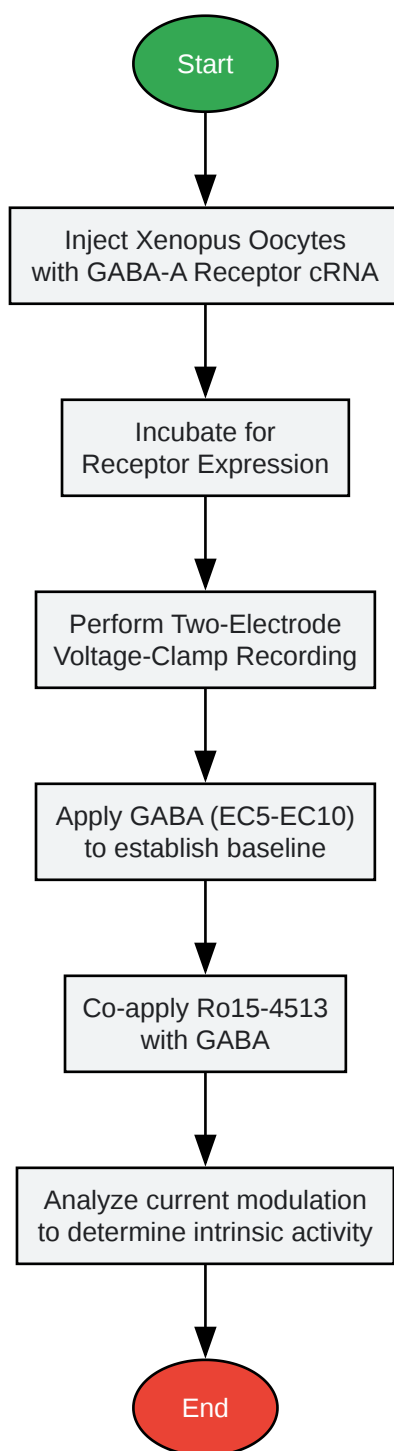 Start
Inject Xenopus Oocytes
with GABA-A Receptor cRNA
Incubate for
Receptor Expression
Perform Two-Electrode
Voltage-Clamp Recording
Apply GABA (EC5-EC10)
to establish baseline
Co-apply Ro15-4513
with GABA
Analyze current modulation
to determine intrinsic activity
End